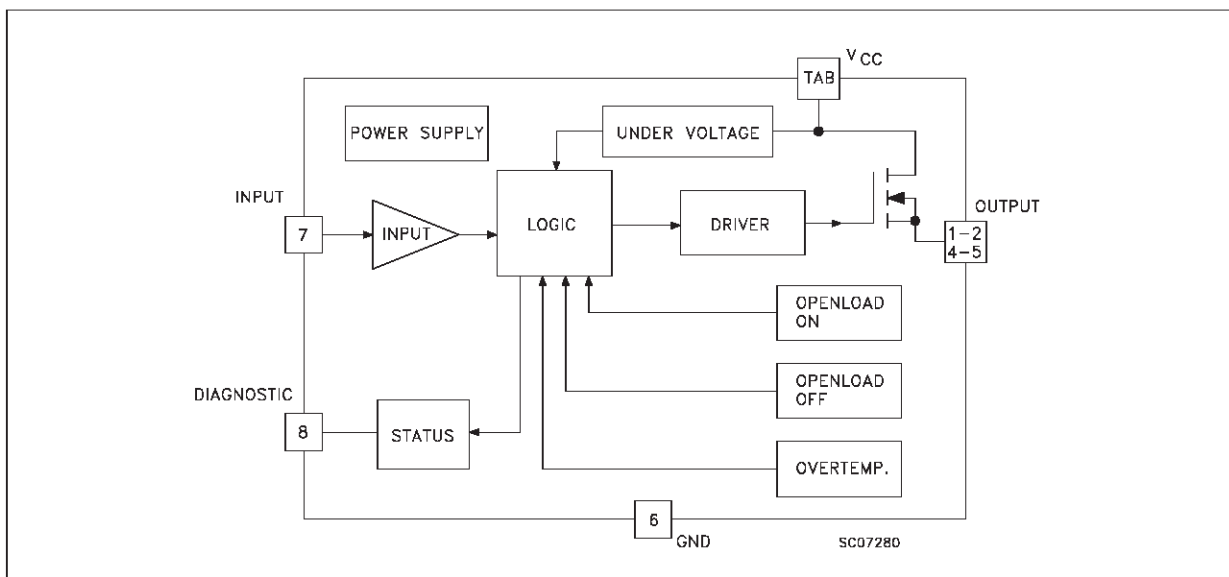 V CC
TAB
POWER SUPPLY
UNDER VOLTAGE
INPUT
7
INPUT
LOGIC
DRIVER
OUTPUT
1-2
4-5
OPENLOAD
ON
OPENLOAD
OFF
DIAGNOSTIC
8
STATUS
OVERTEMP.
6
GND
SC07280